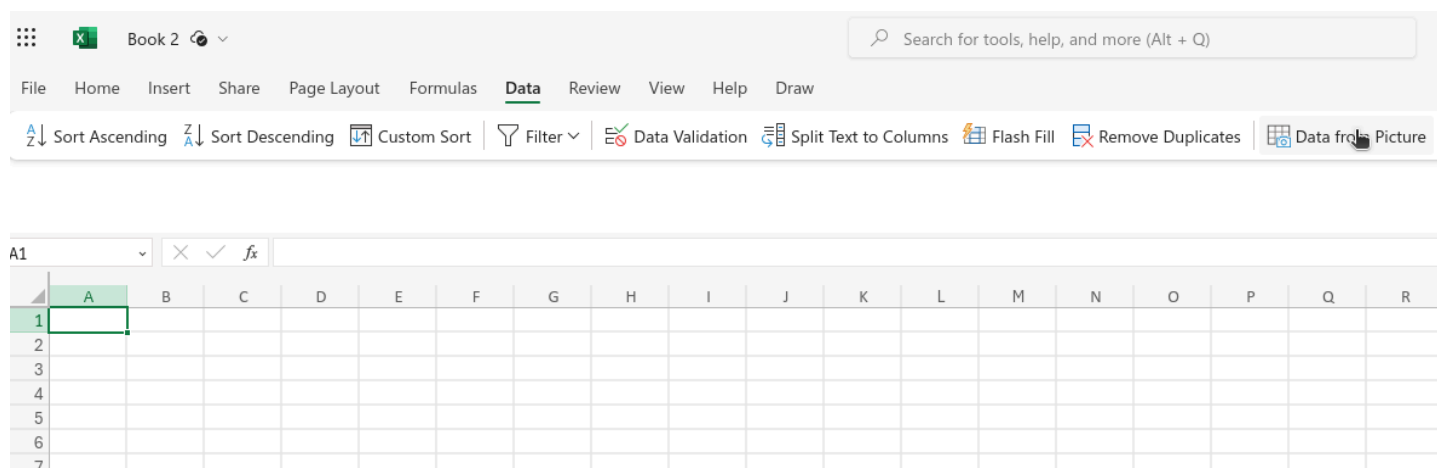 Book 2
Search for tools, help, and more (Alt + Q)
File Home Insert Share Page Layout Formulas Data Review View Help Draw
Sort Ascending Sort Descending Custom Sort Filter Data Validation Split Text to Columns Flash Fill Remove Duplicates Data from Picture
A1 fx
A B C D E F G H I J K L M N O P Q R
1
2
3
4
5
6
7